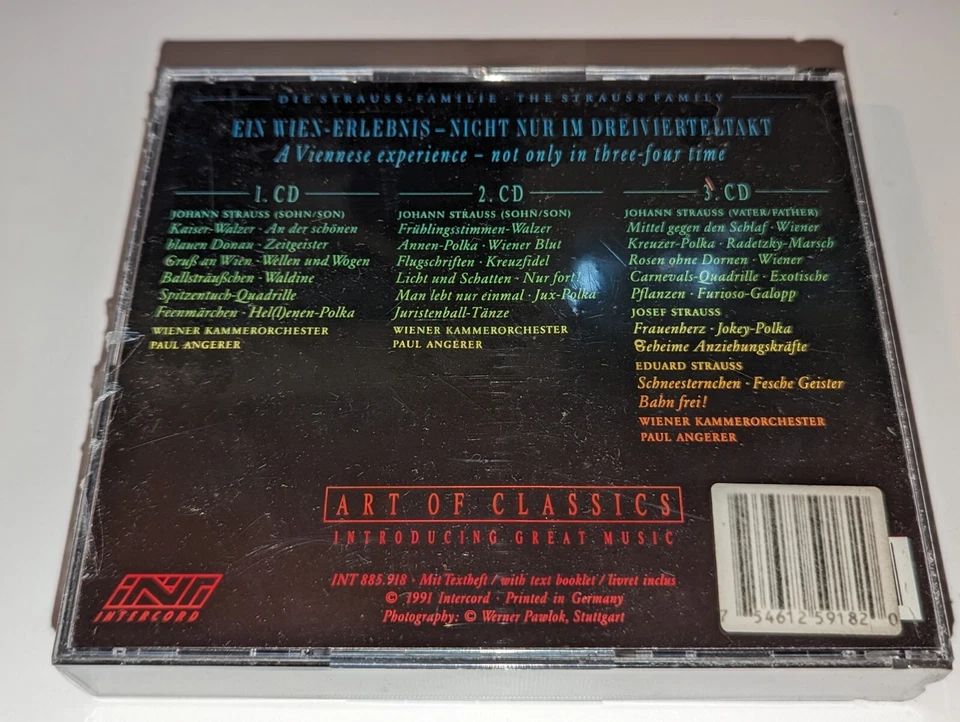 DIE STRAUSS-FAMILIE · THE STRAUSS FAMILY
EIN WIEN-ERLEBNIS – NICHT NUR IM DREIVIERTELTAKT
A Viennese experience – not only in three-four time
1. CD
JOHANN STRAUSS (SOHN/SON)
Kaiser-Walzer · An der schönen
blauen Donau · Zeitgeister
Gruß an Wien · Wellen und Wogen
Ballsträußchen · Waldine
Spitzentuch-Quadrille
Feenmärchen · Hel(l)enen-Polka
WIENER KAMMERORCHESTER
PAUL ANGERER
2. CD
JOHANN STRAUSS (SOHN/SON)
Frühlingsstimmen-Walzer
Annen-Polka · Wiener Blut
Flugschriften · Kreuzfidel
Licht und Schatten · Nur fort!
Man lebt nur einmal · Jux-Polka
Juristenball-Tänze
WIENER KAMMERORCHESTER
PAUL ANGERER
3. CD
JOHANN STRAUSS (VATER/FATHER)
Mittel gegen den Schlaf · Wiener
Kreuzer-Polka · Radetzky-Marsch
Rosen ohne Dornen · Wiener
Carnevals-Quadrille · Exotische
Pflanzen · Furioso-Galopp
JOSEF STRAUSS
Frauenherz · Jokey-Polka
Geheime Anziehungskräfte
EDUARD STRAUSS
Schneesternchen · Fesche Geister
Bahn frei!
WIENER KAMMERORCHESTER
PAUL ANGERER
ART OF CLASSICS
INTRODUCING GREAT MUSIC
INT 885.918 · Mit Textheft / with text booklet / livret inclus
© 1991 Intercord · Printed in Germany
Photography: © Werner Pawlok, Stuttgart
INT
INTERCORD
7 54612 59182 0